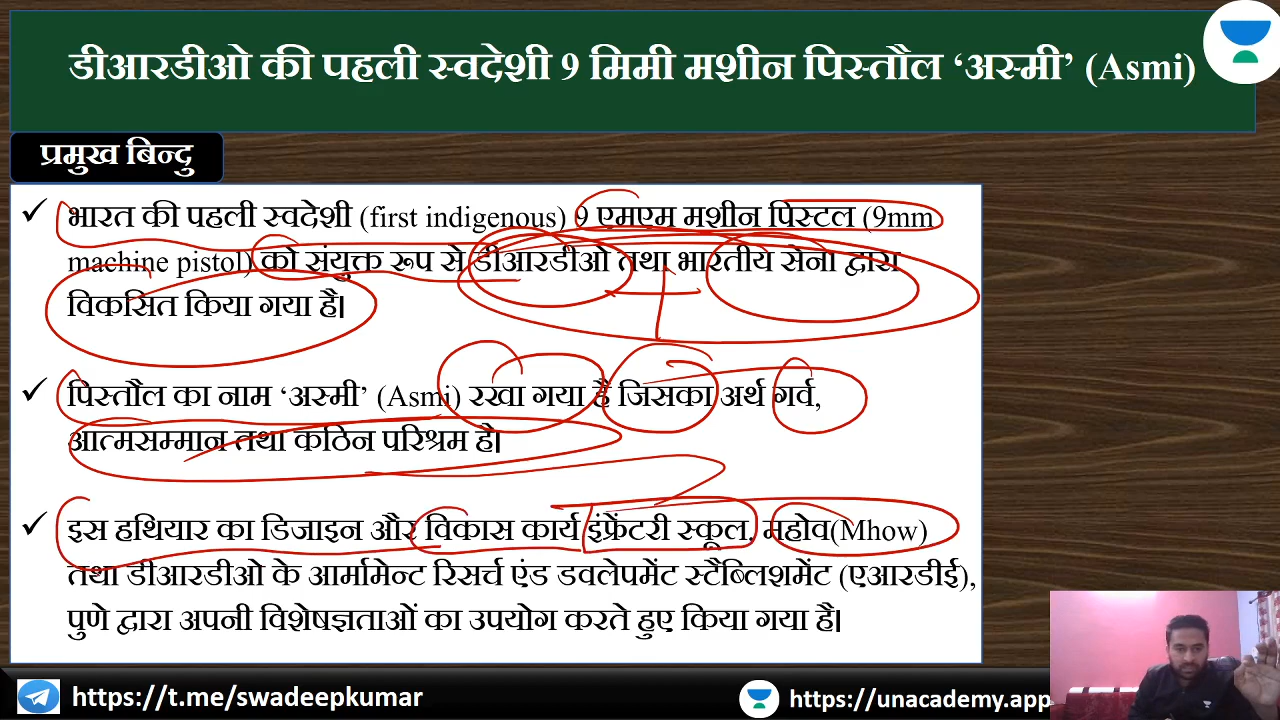 डीआरडीओ की पहली स्वदेशी 9 मिमी मशीन पिस्तौल ‘अस्मी’ (Asmi)
प्रमुख बिन्दु
✓ भारत की पहली स्वदेशी (first indigenous) 9 एमएम मशीन पिस्टल (9mm
machine pistol) को संयुक्त रूप से डीआरडीओ तथा भारतीय सेना द्वारा
विकसित किया गया है।
✓ पिस्तौल का नाम ‘अस्मी’ (Asmi) रखा गया है जिसका अर्थ गर्व,
आत्मसम्मान तथा कठिन परिश्रम है।
✓ इस हथियार का डिजाइन और विकास कार्य इंफ्रेंटरी स्कूल, महोव(Mhow)
तथा डीआरडीओ के आर्मामेन्ट रिसर्च एंड डवलेपमेंट स्टैब्लिशमेंट (एआरडीई),
पुणे द्वारा अपनी विशेषज्ञताओं का उपयोग करते हुए किया गया है।
https://t.me/swadeepkumar
https://unacademy.app